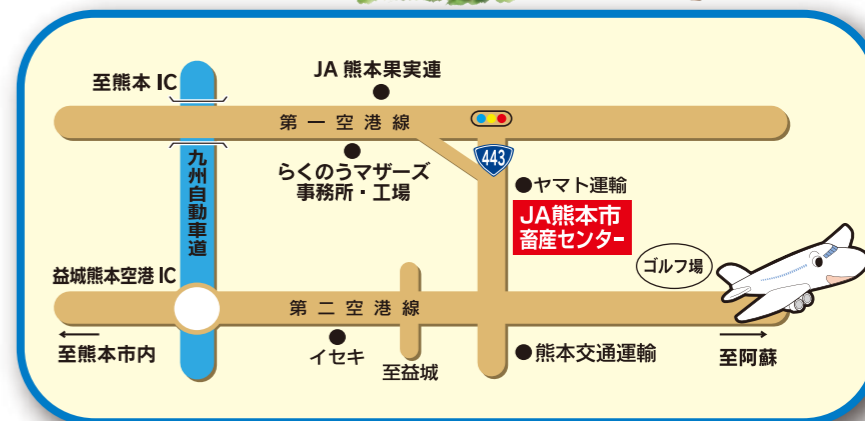 至熊本 IC
JA 熊本果実連
第一空港線
443
九州自動車道
らくのうマザーズ
事務所・工場
●ヤマト運輸
JA熊本市
畜産センター
ゴルフ場
益城熊本空港 IC
第二空港線
至熊本市内
イセキ
至益城
●熊本交通運輸
至阿蘇